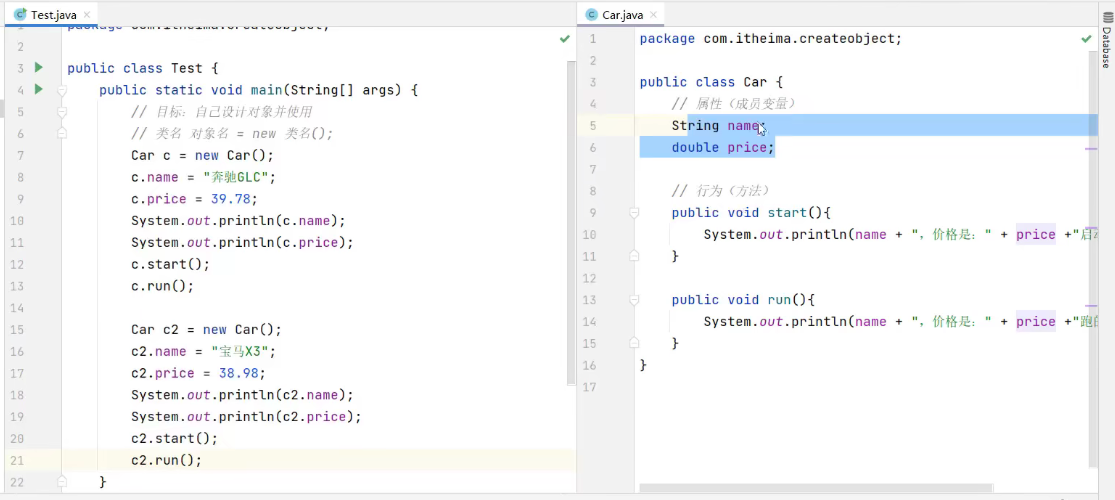 Test.java
package com.itheima.createobject;
2
3 public class Test {
4 public static void main(String[] args) {
5 // 目标：自己设计对象并使用
6 // 类名 对象名 = new 类名();
7 Car c = new Car();
8 c.name = "奔驰GLC";
9 c.price = 39.78;
10 System.out.println(c.name);
11 System.out.println(c.price);
12 c.start();
13 c.run();
14
15 Car c2 = new Car();
16 c2.name = "宝马X3";
17 c2.price = 38.98;
18 System.out.println(c2.name);
19 System.out.println(c2.price);
20 c2.start();
21 c2.run();
22 }
Car.java
1 package com.itheima.createobject;
2
3 public class Car {
4 // 属性（成员变量）
5 String name;
6 double price;
7
8 // 行为（方法）
9 public void start(){
10 System.out.println(name + "，价格是：" + price +"启
11 }
12
13 public void run(){
14 System.out.println(name + "，价格是：" + price +"跑
15 }
16 }
17
Database